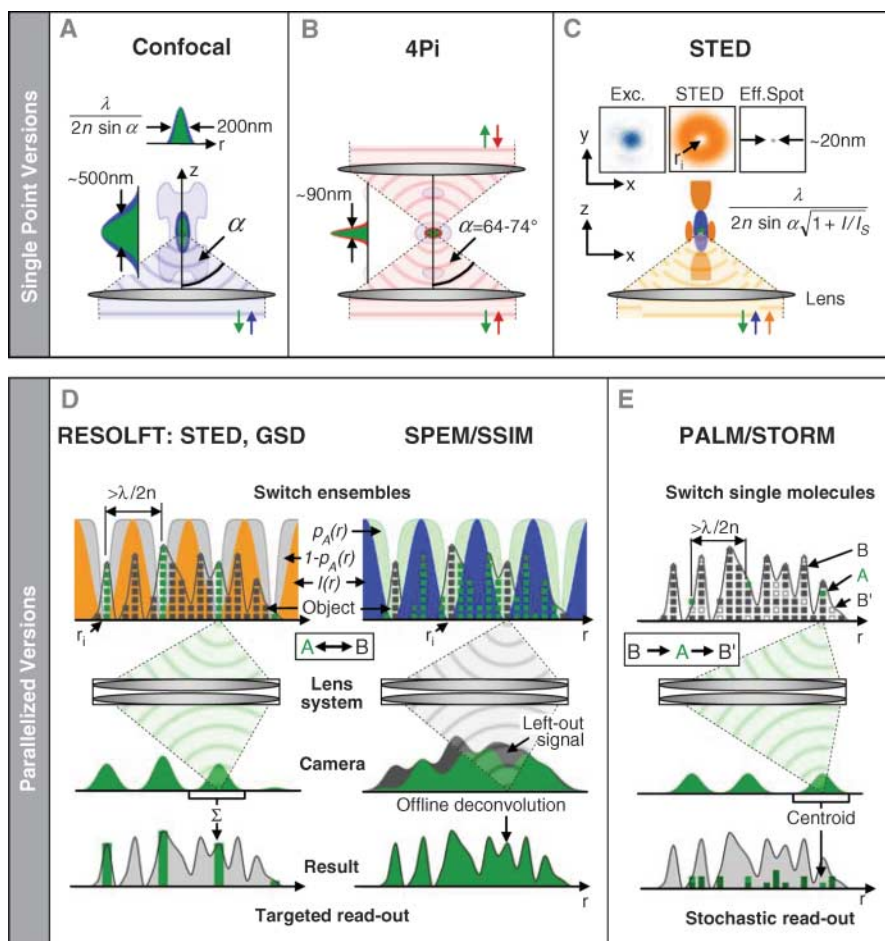 Single Point Versions
A
Confocal
λ
2n sin α
200nm
r
z
~500nm
α
B
4Pi
~90nm
α=64-74°
C
STED
Exc.
STED
Eff.Spot
y
r_i
~20nm
x
z
x
λ
2n sin α√1 + I/I_S
Lens
Parallelized Versions
D
RESOLFT: STED, GSD
SPEM/SSIM
>λ/2n
Switch ensembles
p_A(r)
1-p_A(r)
I(r)
Object
r_i
r_i
r
A ↔ B
Lens
system
Left-out
signal
Camera
Offline deconvolution
Σ
Result
r
Targeted read-out
E
PALM/STORM
Switch single molecules
>λ/2n
B
A
B'
r
B → A → B'
Centroid
r
Stochastic read-out